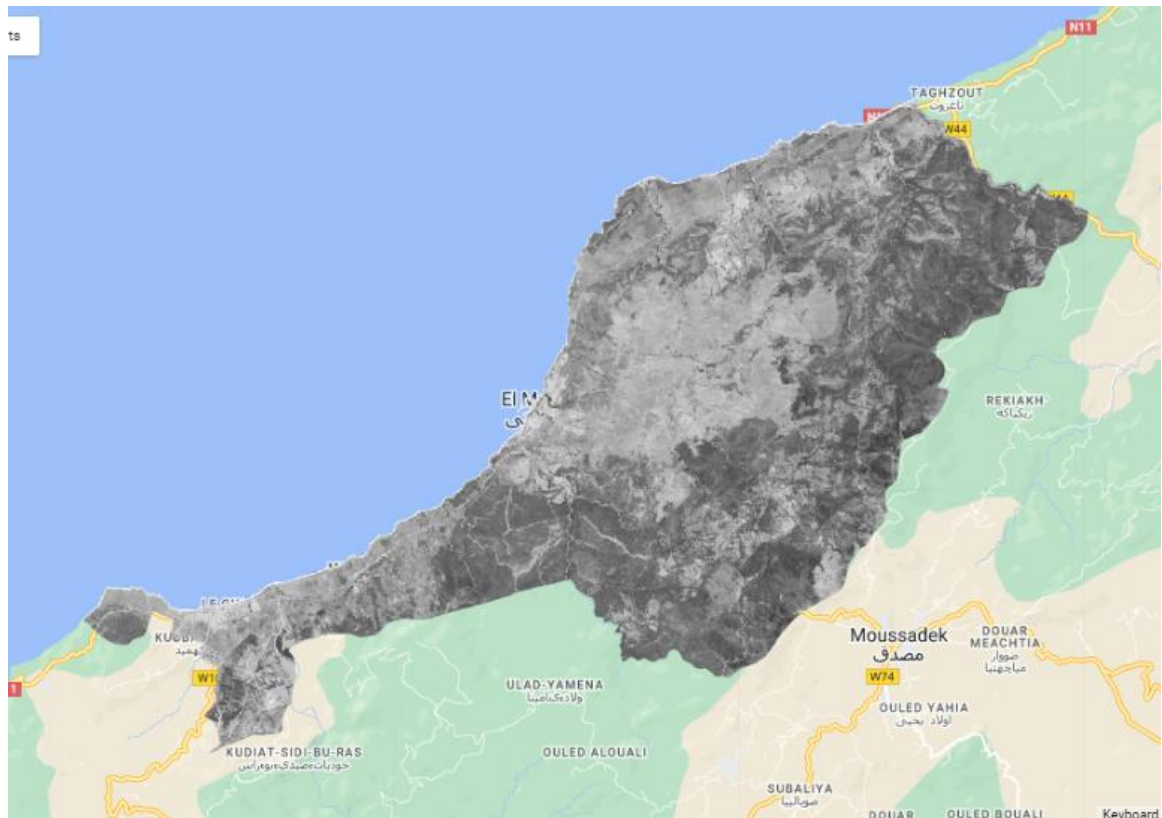 ts
N11
TAGHZOUT
تاغزوت
W44
El M
REKIAKH
ريكياكه
Moussadek
مصدق
DOUAR
MEACHTIA
W74
ULAD-YAMENA
OULED YAHIA
اولاد يحيى
KUDIAT-SIDI-BU-RAS
OULED ALOUALI
SUBALIYA
صوباليا
DOUAR
OULED BOUALI
Keyboard